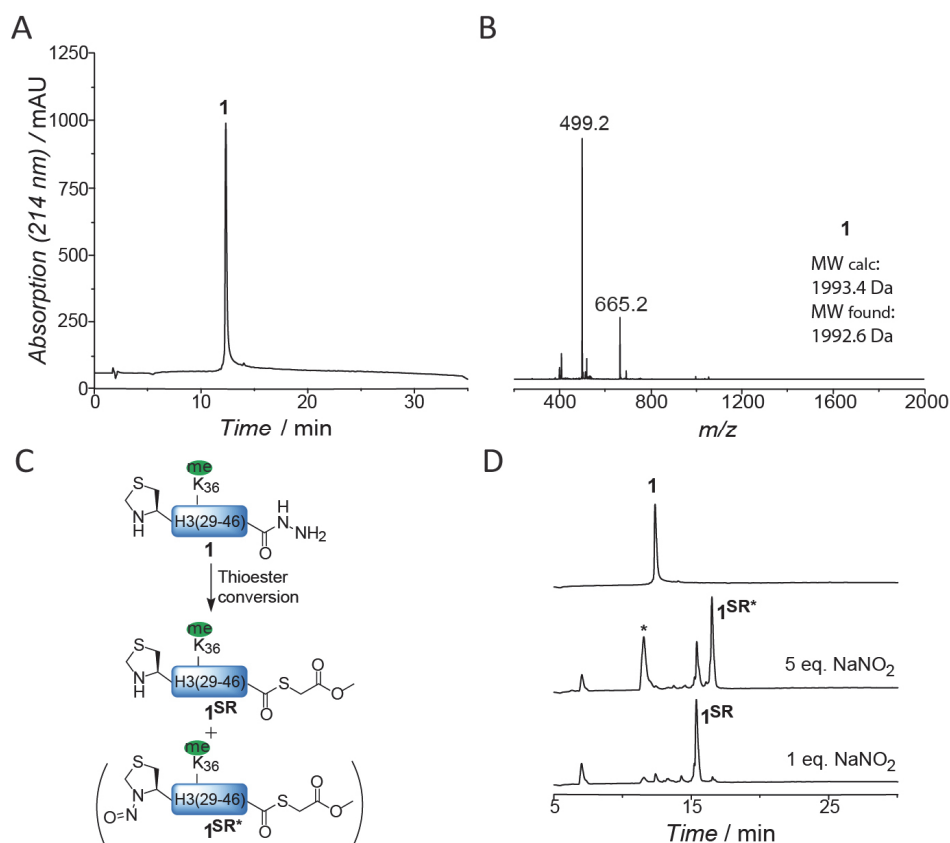 A
1250
1000
750
500
250
0
Absorption (214 nm) / mAU
1
0
10
20
30
Time / min
B
499.2
665.2
1
MW calc:
1993.4 Da
MW found:
1992.6 Da
400
800
1200
1600
2000
m/z
C
me
K36
S
NH
H3(29-46)
O
H
N
NH2
1
Thioester
conversion
me
K36
S
NH
H3(29-46)
O
S
O
O
1SR
+
me
K36
S
N
N
O
H3(29-46)
O
S
O
O
1SR*
D
1
1SR*
*
5 eq. NaNO2
1SR
1 eq. NaNO2
5
15
25
Time / min